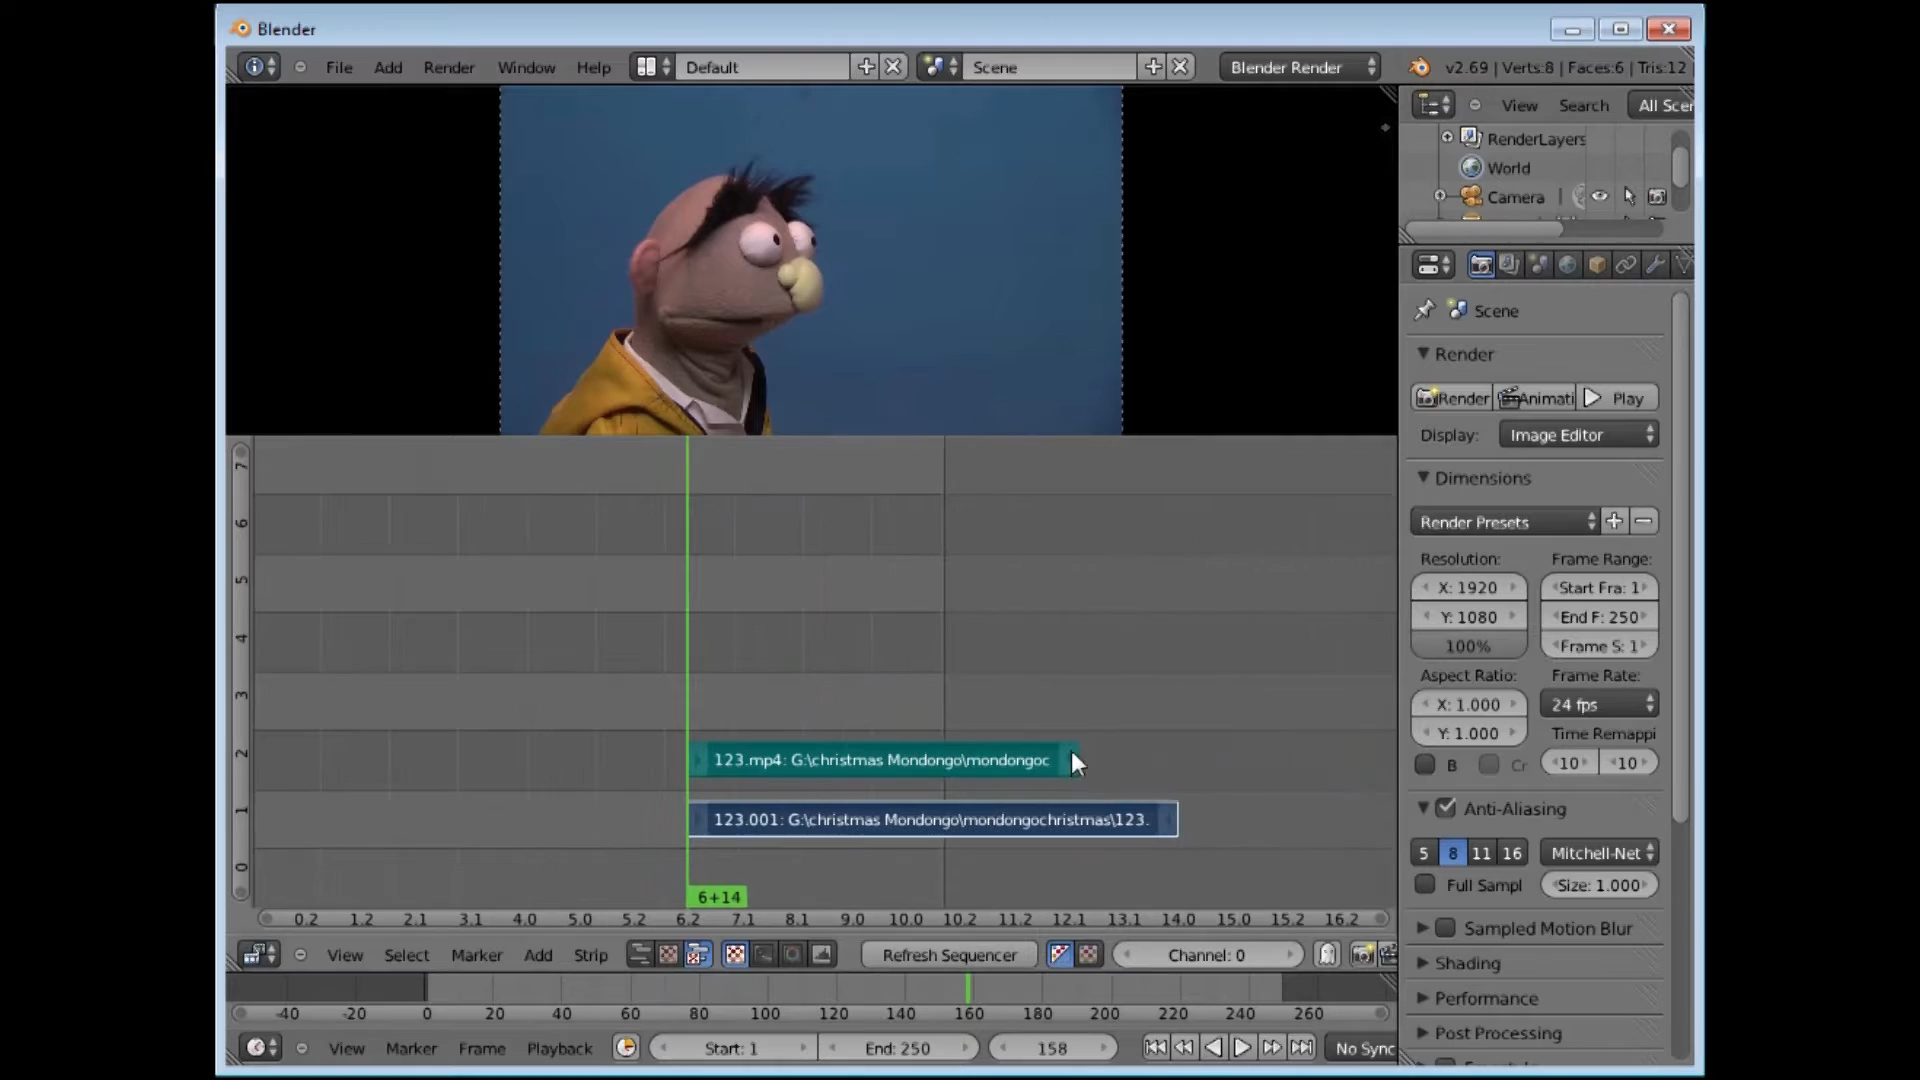 Blender
File Add Render Window Help Default Scene Blender Render v2.69 | Verts:8 | Faces:6 | Tris:12
View Search All Scer
RenderLayers
World
Camera
Scene
Render
Render Animati Play
Display: Image Editor
Dimensions
Render Presets
Resolution: Frame Range:
X: 1920 Start Fra: 1
Y: 1080 End F: 250
100% Frame S: 1
Aspect Ratio: Frame Rate:
X: 1.000 24 fps
Y: 1.000 Time Remappi
B Cr 10 10
Anti-Aliasing
5 8 11 16 Mitchell-Net
Full Sampl Size: 1.000
Sampled Motion Blur
Shading
Performance
Post Processing
7
6
5
4
3
2
1
0
123.mp4: G:\christmas Mondongo\mondongoc
123.001: G:\christmas Mondongo\mondongochristmas\123.
6+14
0.2 1.2 2.1 3.1 4.0 5.0 5.2 6.2 7.1 8.1 9.0 10.0 10.2 11.2 12.1 13.1 14.0 15.0 15.2 16.2
View Select Marker Add Strip Refresh Sequencer Channel: 0
-40 -20 0 20 40 60 80 100 120 140 160 180 200 220 240 260
View Marker Frame Playback Start: 1 End: 250 158 No Sync